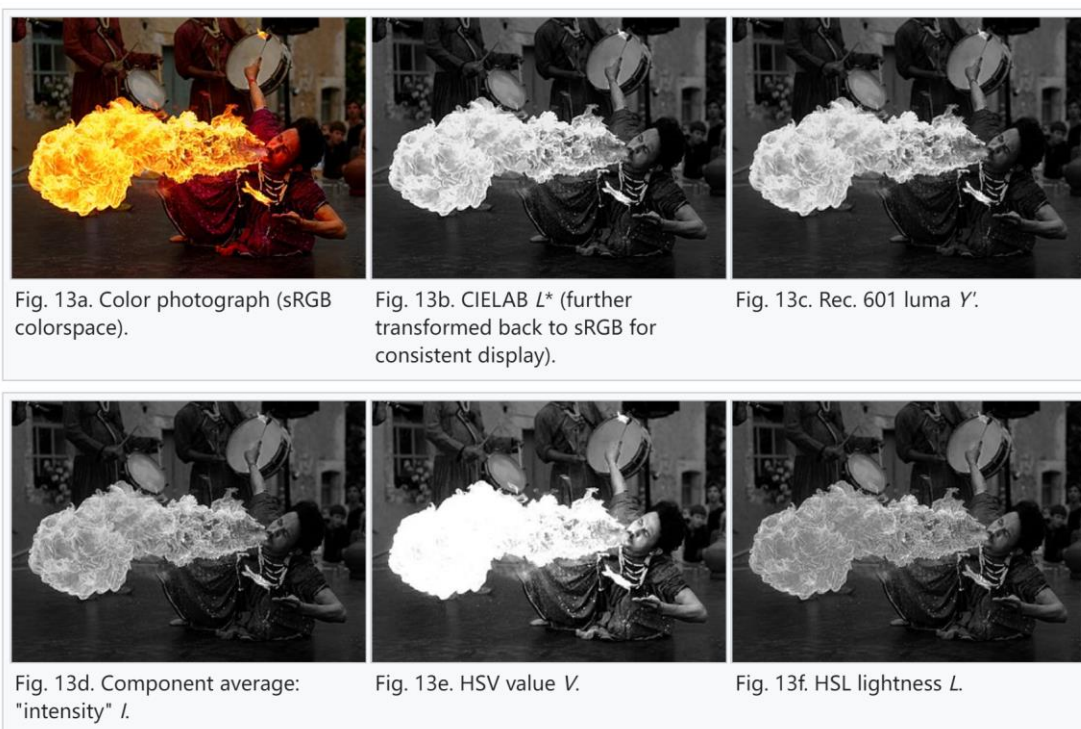 Fig. 13a. Color photograph (sRGB
colorspace).
Fig. 13b. CIELAB L* (further
transformed back to sRGB for
consistent display).
Fig. 13c. Rec. 601 luma Y′.
Fig. 13d. Component average:
"intensity" I.
Fig. 13e. HSV value V.
Fig. 13f. HSL lightness L.